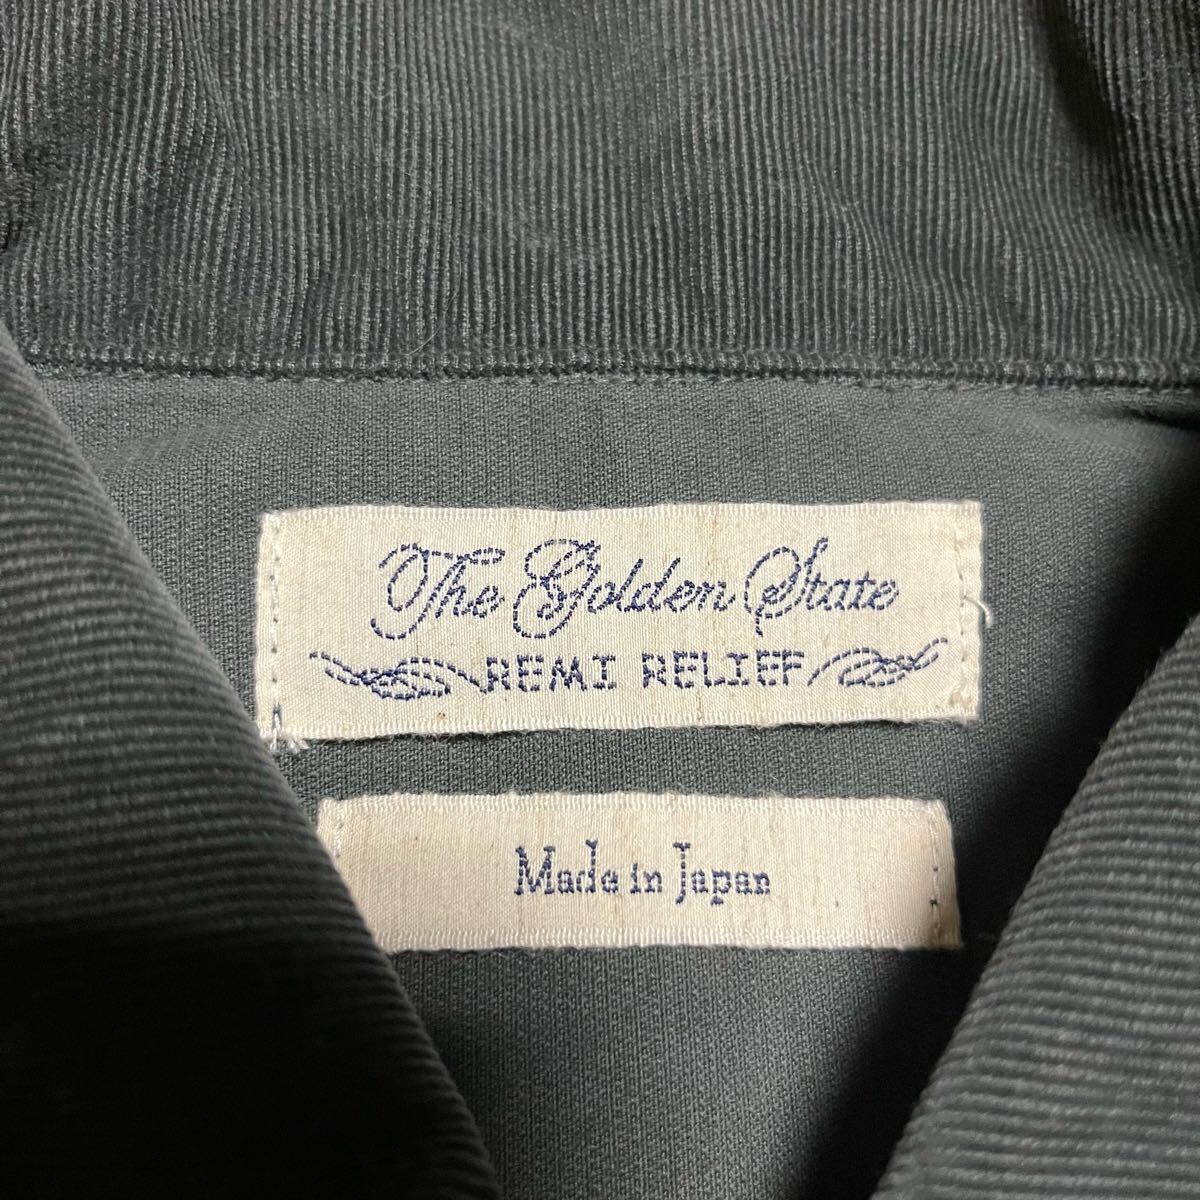 The Golden State
REMI RELIEF
Made in Japan